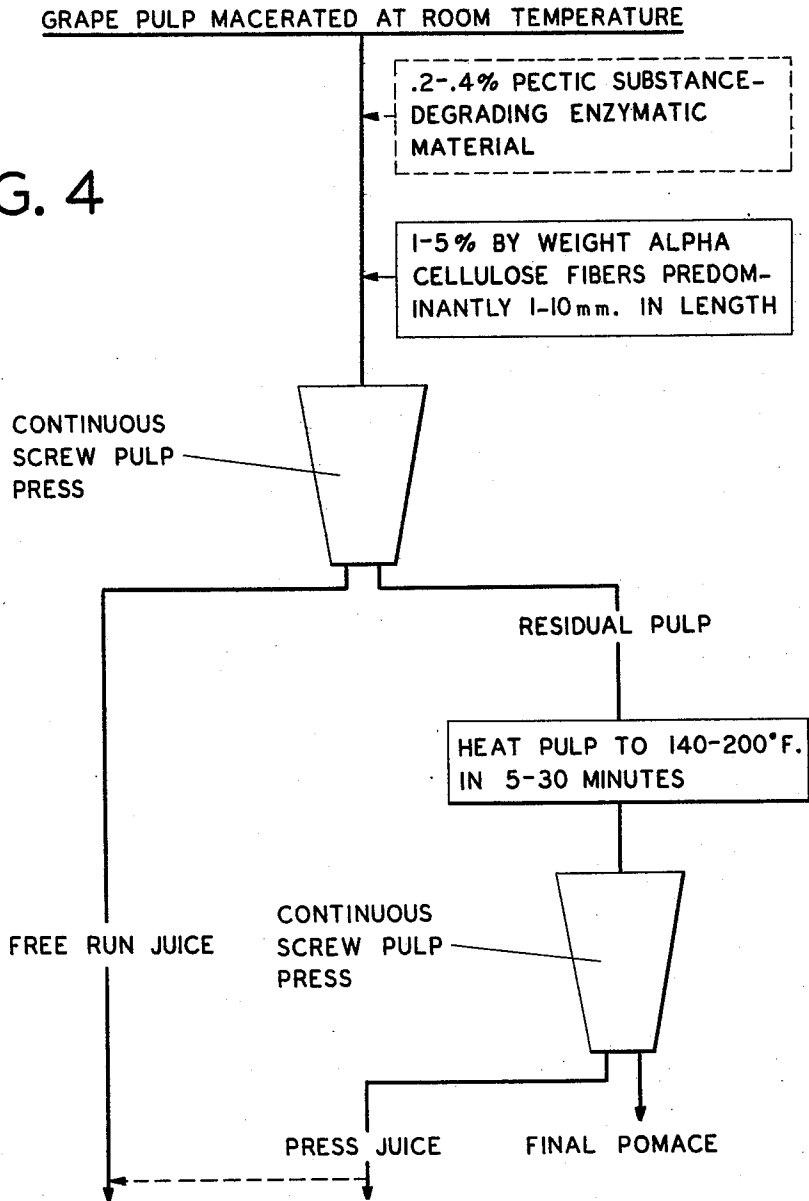 GRAPE PULP MACERATED AT ROOM TEMPERATURE
.2-.4% PECTIC SUBSTANCE-
DEGRADING ENZYMATIC
MATERIAL
G. 4
1-5% BY WEIGHT ALPHA
CELLULOSE FIBERS PREDOM-
INANTLY 1-10mm. IN LENGTH
CONTINUOUS
SCREW PULP
PRESS
RESIDUAL PULP
HEAT PULP TO 140-200°F.
IN 5-30 MINUTES
CONTINUOUS
SCREW PULP
PRESS
FREE RUN JUICE
PRESS JUICE
FINAL POMACE